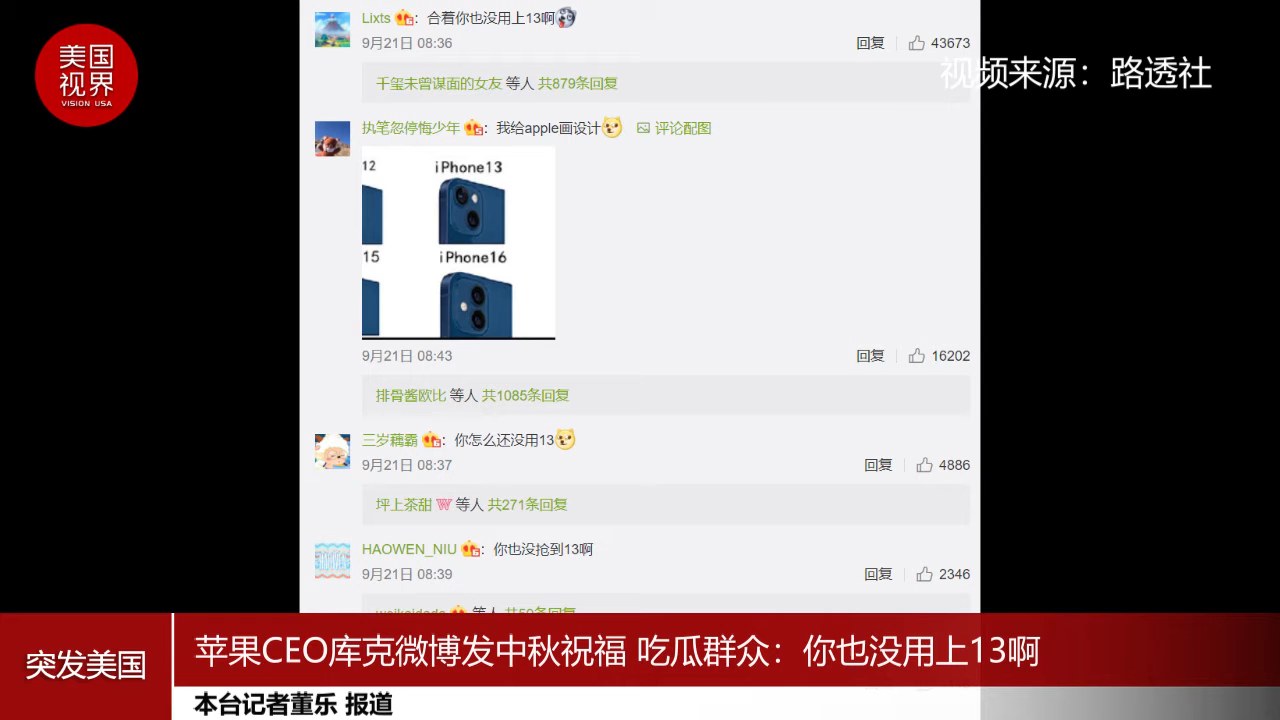 美国
视界
VISION USA
Lixts：合着你也没用上13啊
9月21日 08:36
回复
43673
视频来源：路透社
千玺未曾谋面的女友 等人 共879条回复
执笔忽停悔少年：我给apple画设计 评论配图
12
iPhone13
15
iPhone16
9月21日 08:43
回复
16202
排骨酱欧比 等人 共1085条回复
三岁藕霸：你怎么还没用13
9月21日 08:37
回复
4886
坪上茶甜 等人 共271条回复
HAOWEN_NIU：你也没抢到13啊
9月21日 08:39
回复
2346
等人 共50条回复
突发美国
苹果CEO库克微博发中秋祝福 吃瓜群众：你也没用上13啊
本台记者董乐 报道